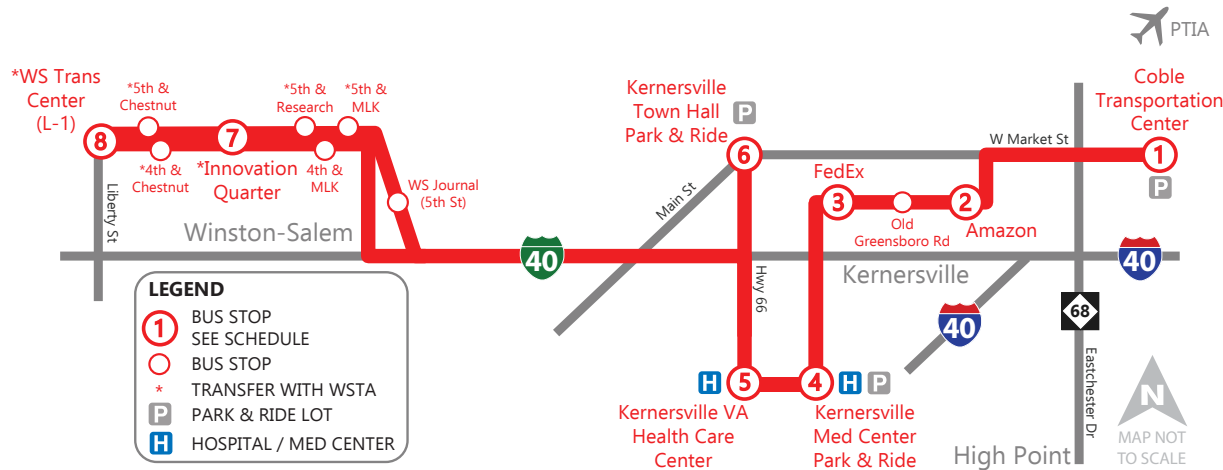 PTIA
*WS Trans
Center
(L-1)
*5th &
Chestnut
*5th &
Research
*5th &
MLK
Kernersville
Town Hall
Park & Ride
P
Coble
Transportation
Center
W Market St
8
7
6
1
*4th &
Chestnut
*Innovation
Quarter
4th &
MLK
WS Journal
(5th St)
FedEx
P
Main St
3
2
Old
Greensboro Rd
Amazon
Liberty St
Winston-Salem
40
Hwy 66
Kernersville
40
40
68
LEGEND
1
BUS STOP
SEE SCHEDULE
BUS STOP
* TRANSFER WITH WSTA
P PARK & RIDE LOT
H HOSPITAL / MED CENTER
H 5
4 H P
Kernersville VA
Health Care
Center
Kernersville
Med Center
Park & Ride
Eastchester Dr
High Point
N
MAP NOT
TO SCALE